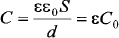 C = εε₀S / d = εC₀